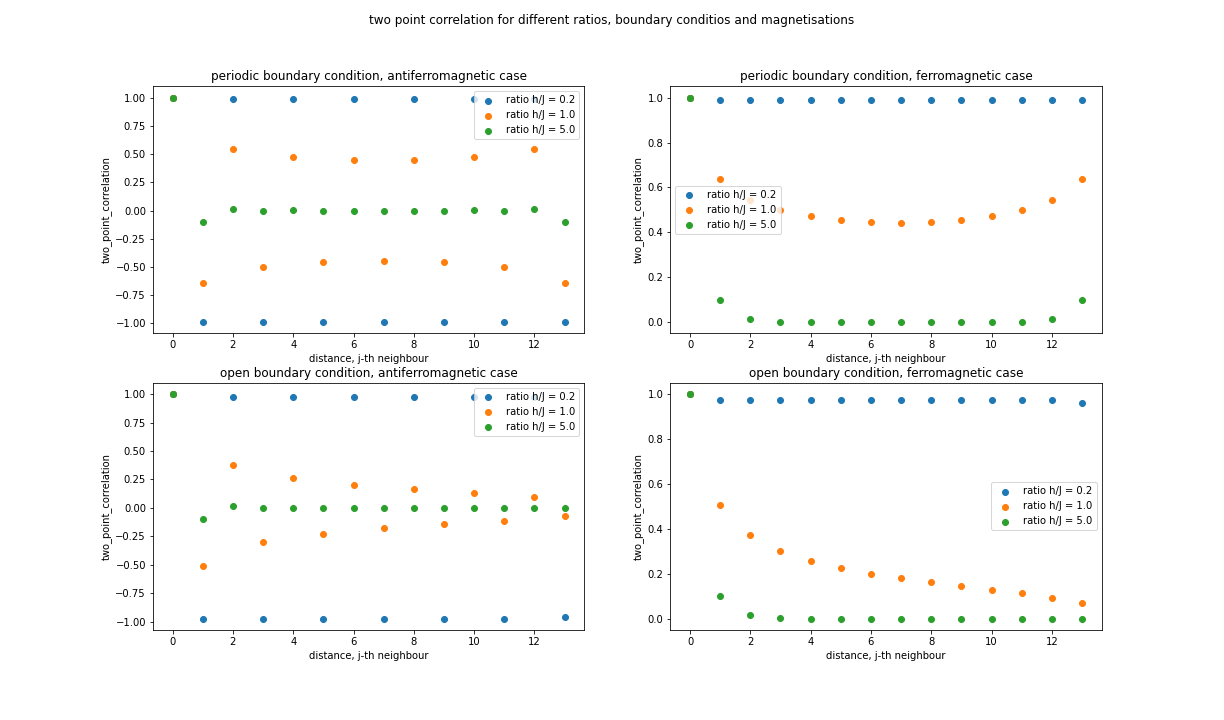 two point correlation for different ratios, boundary conditios and magnetisations
periodic boundary condition, antiferromagnetic case
1.00
0.75
0.50
0.25
0.00
−0.25
−0.50
−0.75
−1.00
two_point_correlation
ratio h/J = 0.2
ratio h/J = 1.0
ratio h/J = 5.0
0 2 4 6 8 10 12
distance, j-th neighbour
periodic boundary condition, ferromagnetic case
1.0
0.8
0.6
0.4
0.2
0.0
two_point_correlation
ratio h/J = 0.2
ratio h/J = 1.0
ratio h/J = 5.0
0 2 4 6 8 10 12
distance, j-th neighbour
open boundary condition, antiferromagnetic case
1.00
0.75
0.50
0.25
0.00
−0.25
−0.50
−0.75
−1.00
two_point_correlation
ratio h/J = 0.2
ratio h/J = 1.0
ratio h/J = 5.0
0 2 4 6 8 10 12
distance, j-th neighbour
open boundary condition, ferromagnetic case
1.0
0.8
0.6
0.4
0.2
0.0
two_point_correlation
ratio h/J = 0.2
ratio h/J = 1.0
ratio h/J = 5.0
0 2 4 6 8 10 12
distance, j-th neighbour